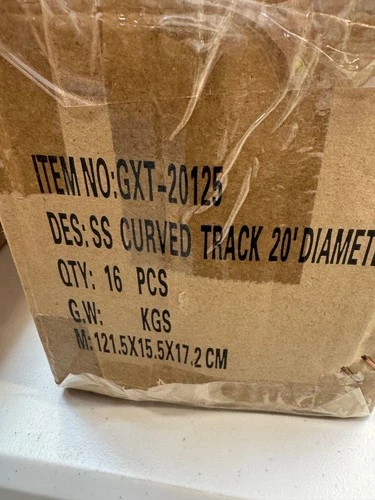 ITEM NO:GXT-20125
DES: SS CURVED TRACK 20' DIAMET
QTY: 16 PCS
G.W: KGS
M: 121.5X15.5X17.2 CM